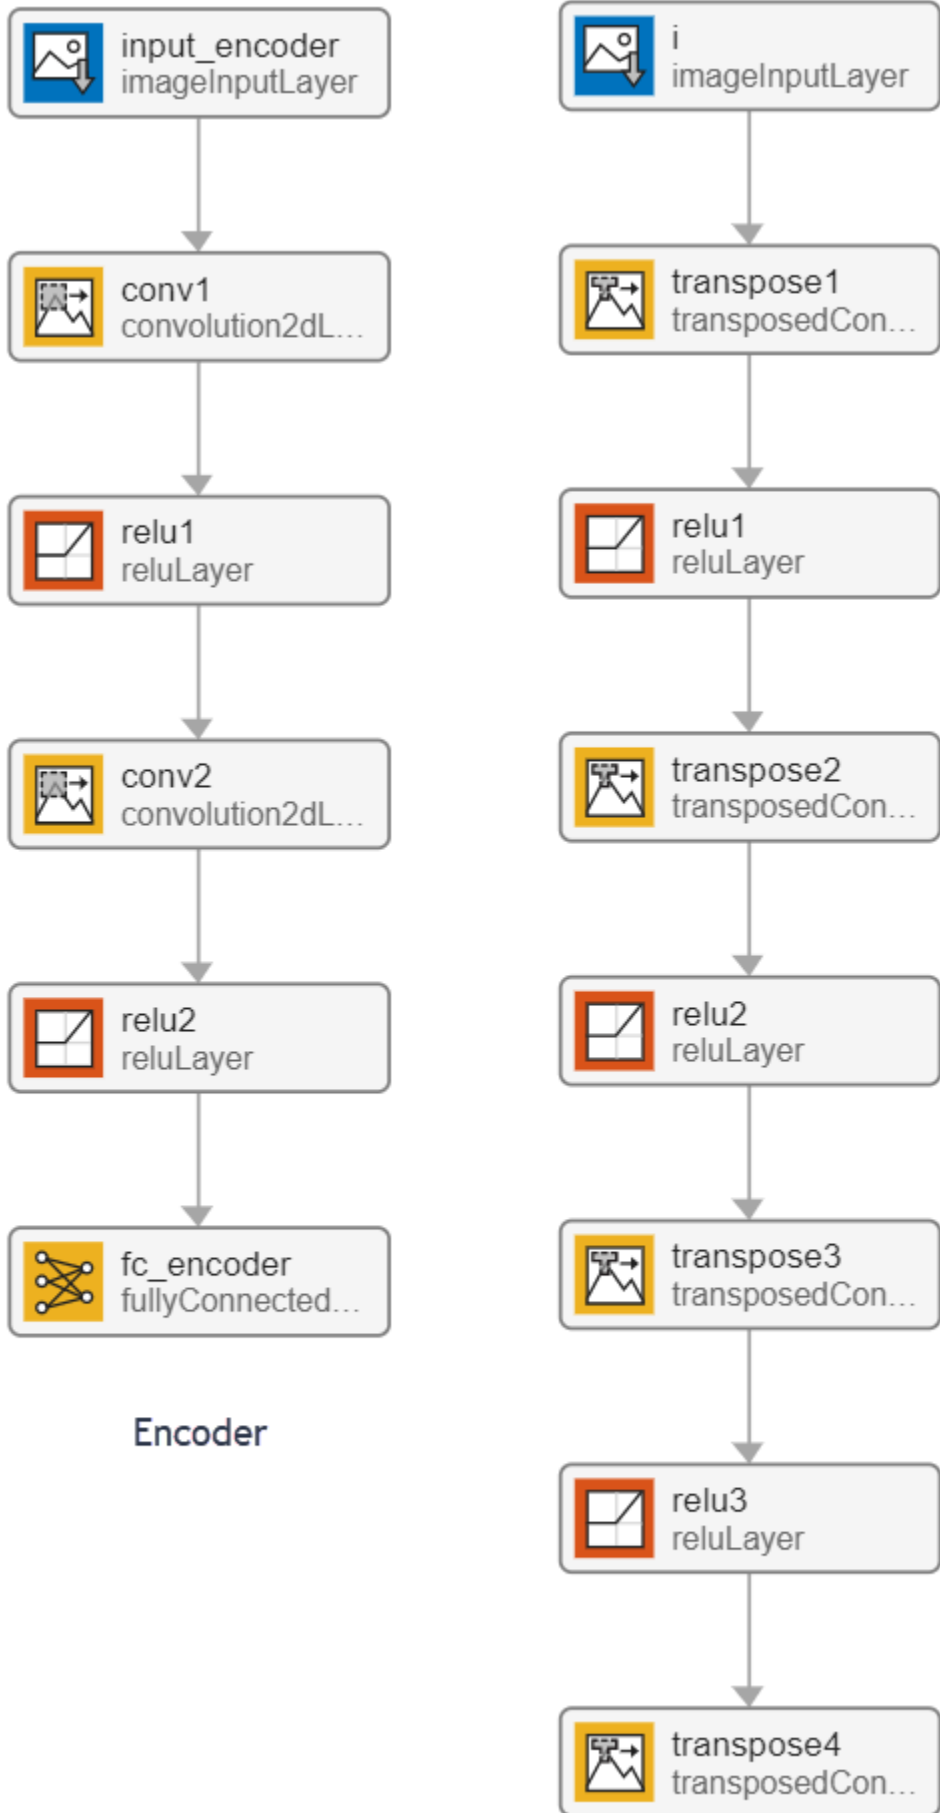 input_encoder
imageInputLayer
conv1
convolution2dL...
relu1
reluLayer
conv2
convolution2dL...
relu2
reluLayer
fc_encoder
fullyConnected...
Encoder
i
imageInputLayer
transpose1
transposedCon...
relu1
reluLayer
transpose2
transposedCon...
relu2
reluLayer
transpose3
transposedCon...
relu3
reluLayer
transpose4
transposedCon...